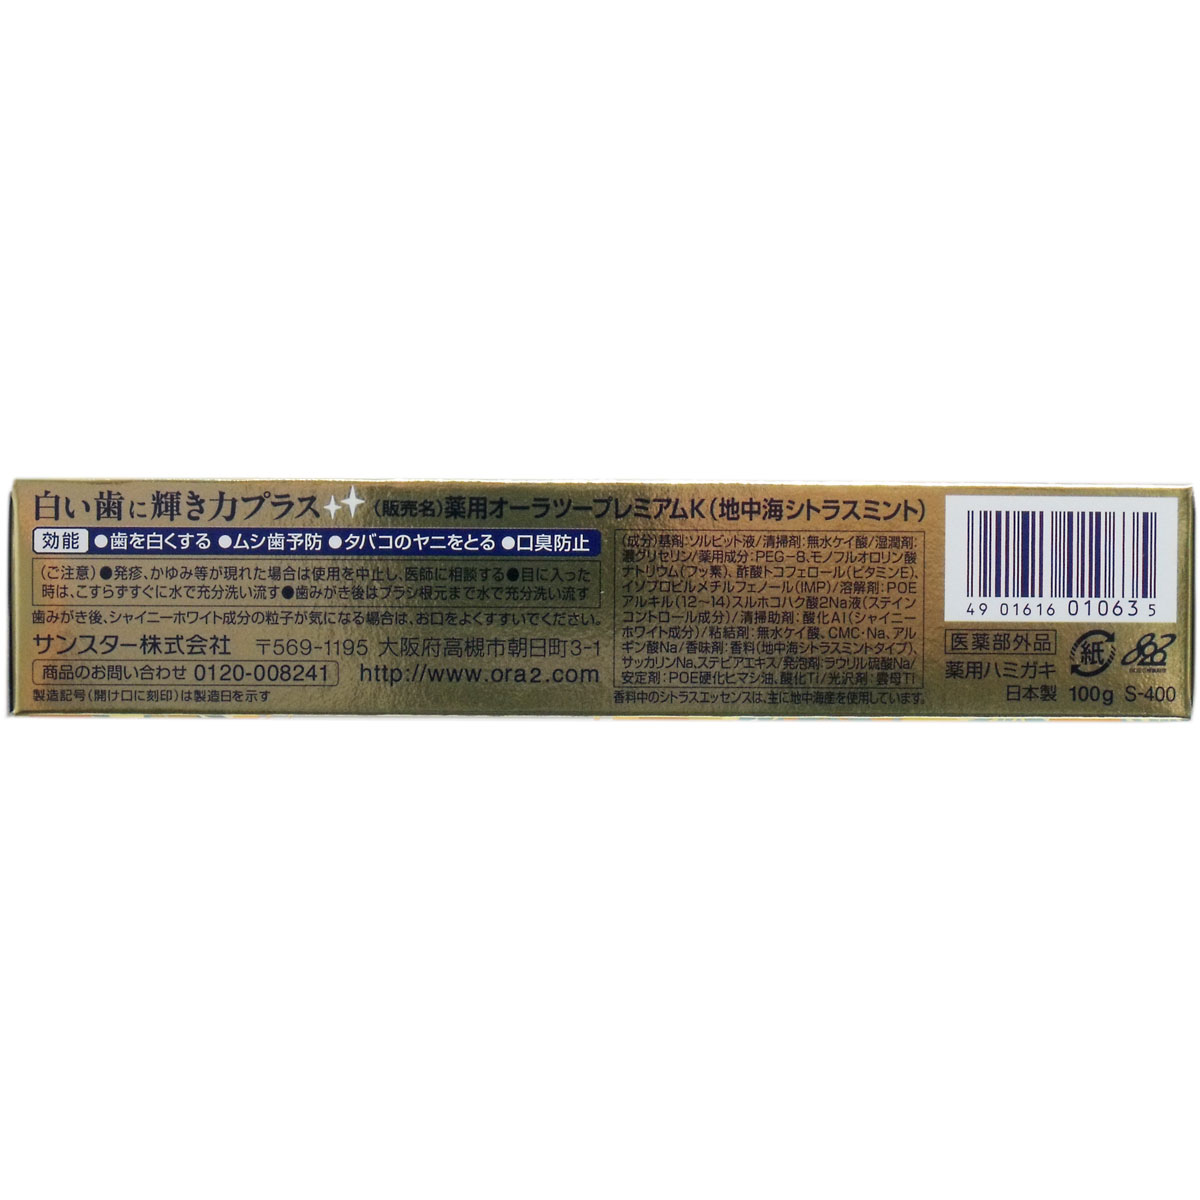 白い歯に輝き力プラス
(販売名)薬用オーラツープレミアムK(地中海シトラスミント)
効能 ●歯を白くする ●ムシ歯予防 ●タバコのヤニをとる ●口臭防止
(ご注意)●発疹、かゆみ等が現れた場合は使用を中止し、医師に相談する●目に入った
時は、こすらずすぐに水で充分洗い流す●歯みがき後はブラシ根元まで水で充分洗い流す
歯みがき後、シャイニーホワイト成分の粒子が気になる場合は、お口をよくすすいでください。
サンスター株式会社 〒569-1195 大阪府高槻市朝日町3-1
商品のお問い合わせ 0120-008241 http://www.ora2.com
製造記号(開ケ口に刻印)は製造日を示す
(成分)基剤:ソルビット液/清掃剤:無水ケイ酸/湿潤剤:
濃グリセリン/薬用成分:PEG-8、モノフルオロリン酸
ナトリウム(フッ素)、酢酸トコフェロール(ビタミンE)、
イソプロピルメチルフェノール(IMP)/溶解剤:POE
アルキル(12~14)スルホコハク酸2Na液(ステイン
コントロール成分)/清掃助剤:酸化Al(シャイニー
ホワイト成分)/粘結剤:無水ケイ酸、CMC・Na、アル
ギン酸Na/香味剤:香料(地中海シトラスミントタイプ)、
サッカリンNa、ステビアエキス/発泡剤:ラウリル硫酸Na/
安定剤:POE硬化ヒマシ油、酸化Ti/光沢剤:雲母Ti
香料中のシトラスエッセンスは、主に地中海産を使用しています。
4 901616 010635
医薬部外品
薬用ハミガキ
紙
日本製 100g S-400